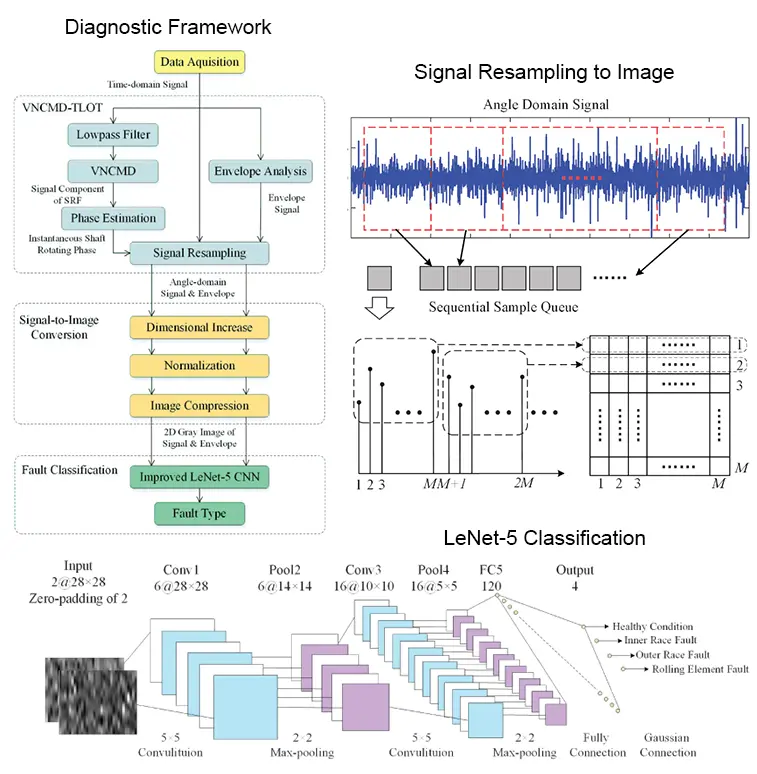 Diagnostic Framework
Data Aquisition
Time-domain Signal
VNCMD-TLOT
Lowpass Filter
VNCMD
Envelope Analysis
Signal Component
of SRF
Envelope
Signal
Phase Estimation
Instantaneous Shaft
Rotating Phase
Signal Resampling
Angle-domain
Signal & Envelope
Signal-to-Image
Conversion
Dimensional Increase
Normalization
Image Compression
2D Gray Image of
Signal & Envelope
Fault Classification
Improved LeNet-5 CNN
Fault Type
Signal Resampling to Image
Angle Domain Signal
Sequential Sample Queue
1 2 3 M M+1 2M
1
2
3
M
1 2 3 M
LeNet-5 Classification
Input
2@28×28
Zero-padding of 2
Conv1
6@28×28
Pool2
6@14×14
Conv3
16@10×10
Pool4
16@5×5
FC5
120
Output
4
Healthy Condition
Inner Race Fault
Outer Race Fault
Rolling Element Fault
5×5
Convulituion
2×2
Max-pooling
5×5
Convulituion
2×2
Max-pooling
Fully
Connection
Gaussian
Connection